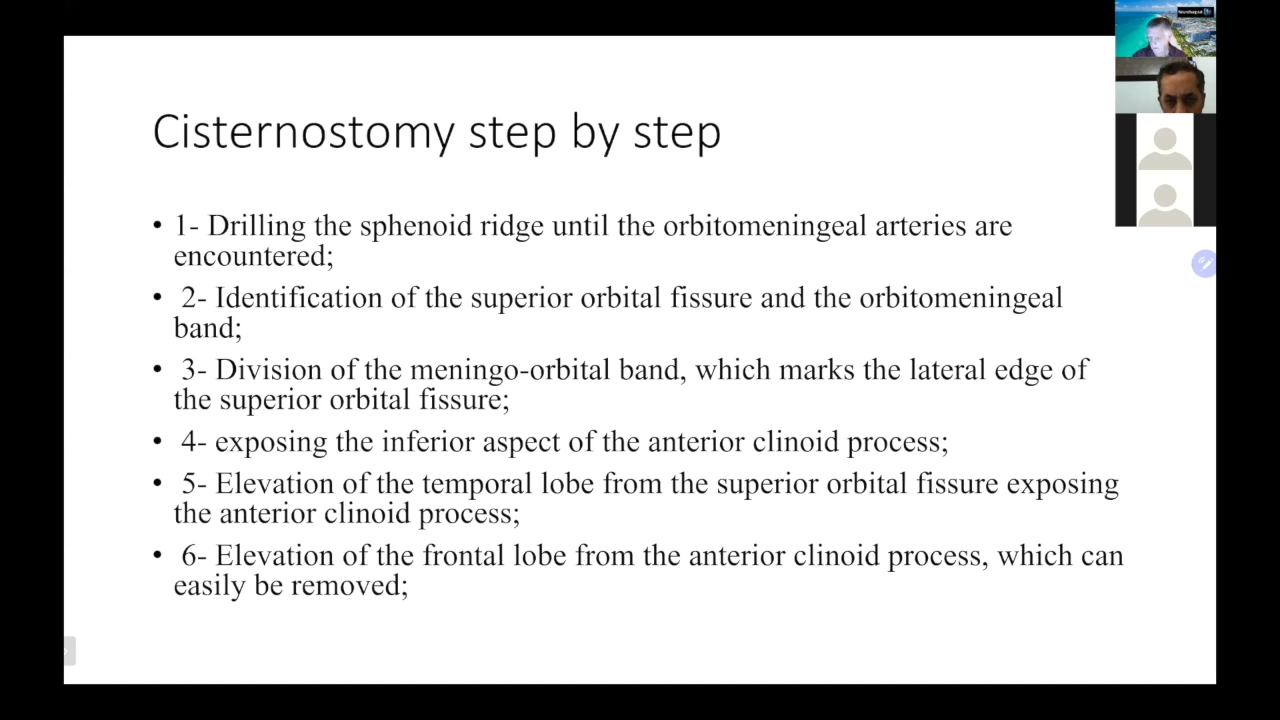 Cisternostomy step by step
• 1- Drilling the sphenoid ridge until the orbitomeningeal arteries are
encountered;
• 2- Identification of the superior orbital fissure and the orbitomeningeal
band;
• 3- Division of the meningo-orbital band, which marks the lateral edge of
the superior orbital fissure;
• 4- exposing the inferior aspect of the anterior clinoid process;
• 5- Elevation of the temporal lobe from the superior orbital fissure exposing
the anterior clinoid process;
• 6- Elevation of the frontal lobe from the anterior clinoid process, which can
easily be removed;